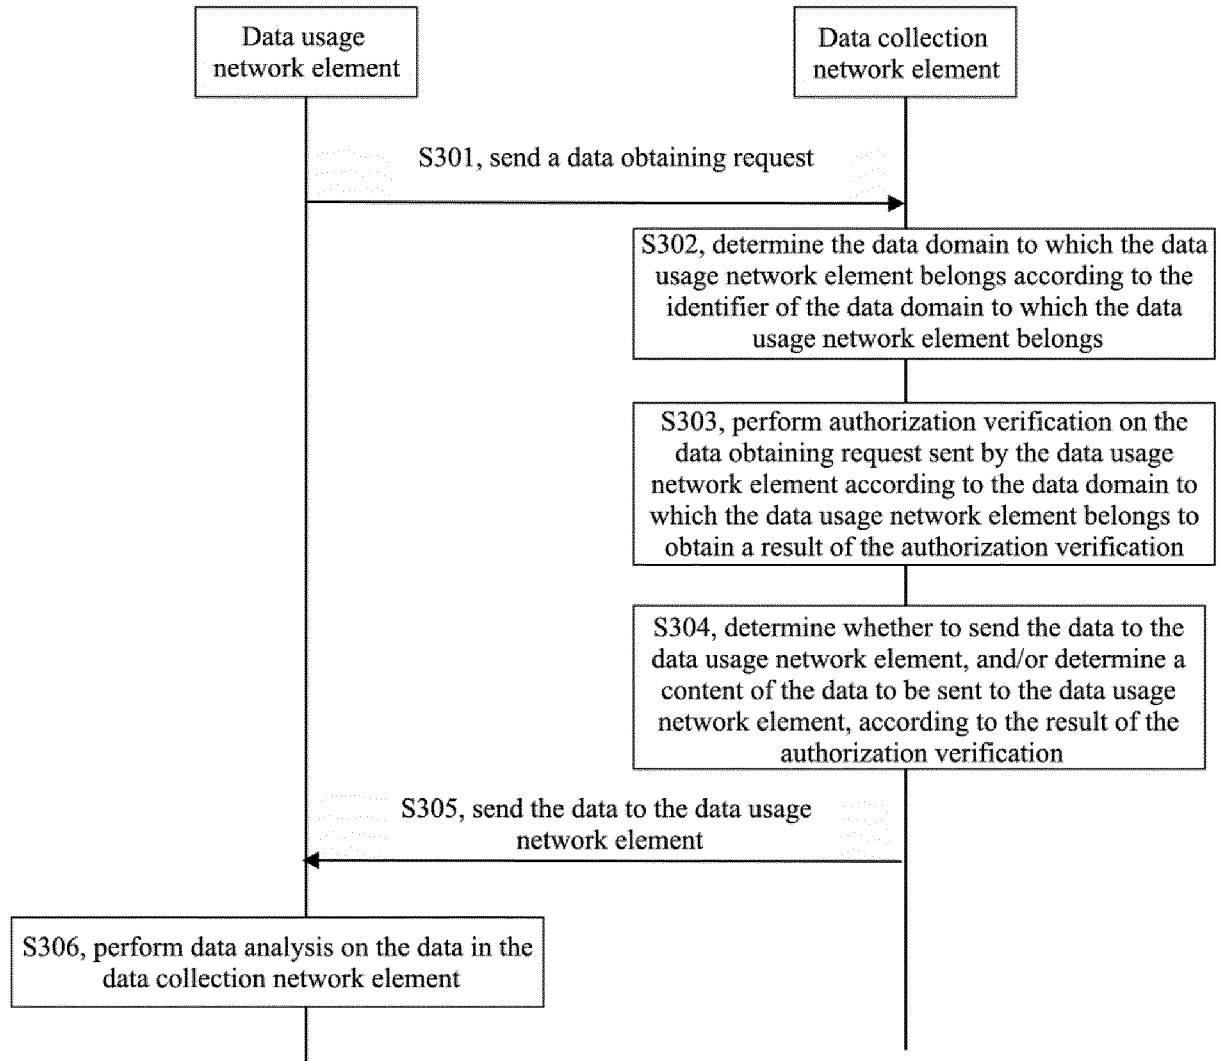 Data usage
network element
Data collection
network element
S301, send a data obtaining request
S302, determine the data domain to which the data
usage network element belongs according to the
identifier of the data domain to which the data
usage network element belongs
S303, perform authorization verification on the
data obtaining request sent by the data usage
network element according to the data domain to
which the data usage network element belongs to
obtain a result of the authorization verification
S304, determine whether to send the data to the
data usage network element, and/or determine a
content of the data to be sent to the data usage
network element, according to the result of the
authorization verification
S305, send the data to the data usage
network element
S306, perform data analysis on the data in the
data collection network element